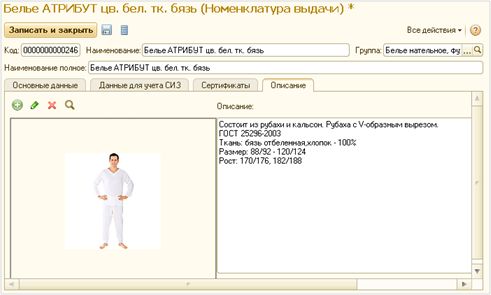 Белье АТРИБУТ цв. бел. тк. бязь (Номенклатура выдачи) *
Записать и закрыть
Все действия
Код: 0000000000246 Наименование: Белье АТРИБУТ цв. бел. тк. бязь Группа: Белье нательное, фу ...
Наименование полное: Белье АТРИБУТ цв. бел. тк. бязь
Основные данные Данные для учета СИЗ Сертификаты Описание
Описание:
Состоит из рубахи и кальсон. Рубаха с V-образным вырезом.
ГОСТ 25296-2003
Ткань: бязь отбеленная,хлопок - 100%
Размер: 88/92 - 120/124
Рост: 170/176, 182/188